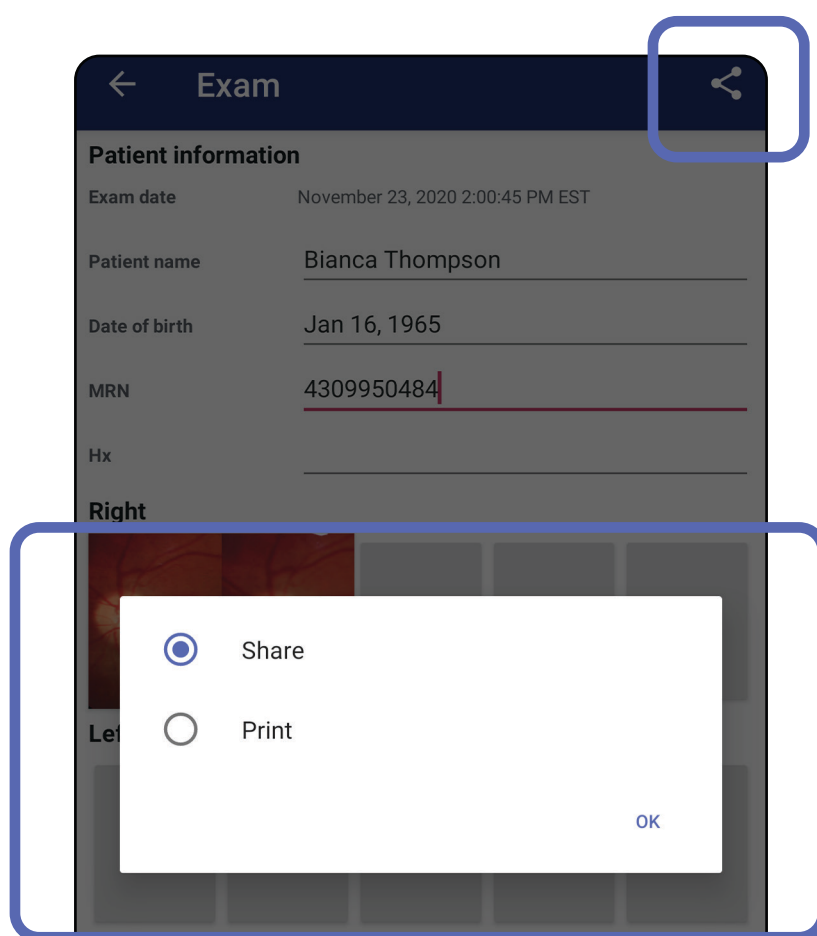 Exam
Patient information
Exam date November 23, 2020 2:00:45 PM EST
Patient name Bianca Thompson
Date of birth Jan 16, 1965
MRN 4309950484
Hx
Right
Share
Print
OK